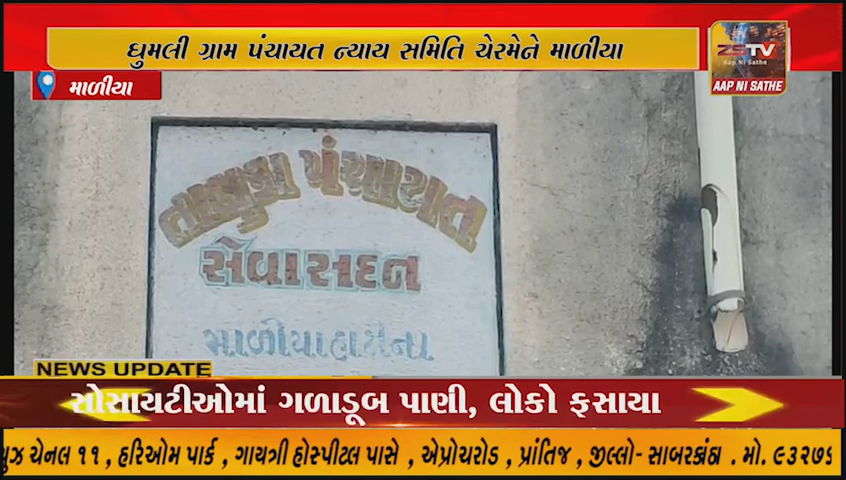 ઘુમલી ગ્રામ પંચાયત ન્યાય સમિતિ ચેરમેને માળીયા
ZSTV
Aap Ni Sathe
AAP NI SATHE
માળીયા
તાલુકા પંચાયત
સેવાસદન
માળીયાહાટીના
NEWS UPDATE
સોસાયટીઓમાં ગળાડૂબ પાણી, લોકો ફસાયા
ચેનલ ૧૧ , હરિઓમ પાર્ક , ગાયત્રી હોસ્પીટલ પાસે , એપ્રોચરોડ , પ્રાંતિજ , જીલ્લો- સાબરકાંઠા . મો. ૯૩૨૭